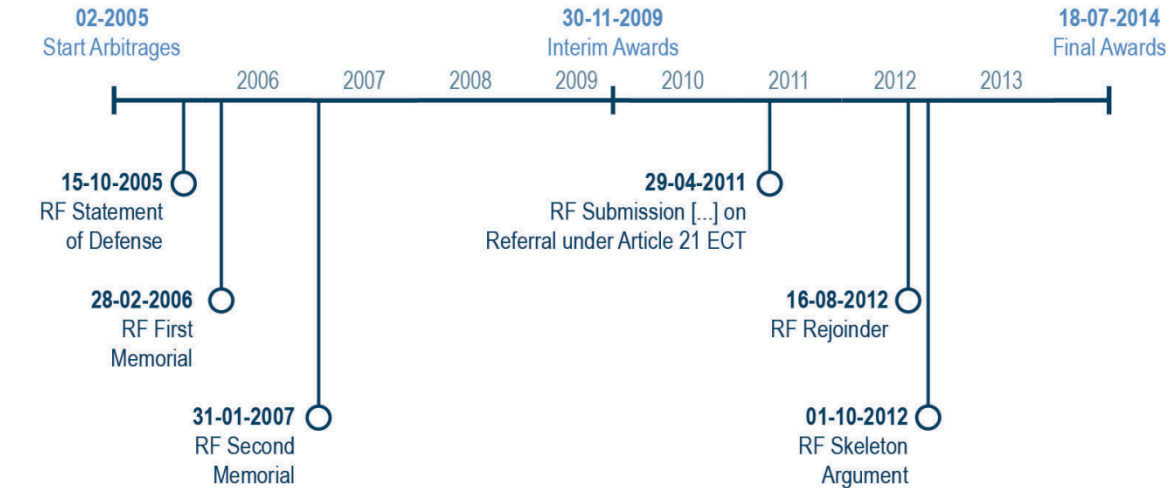 02-2005
Start Arbitrages
30-11-2009
Interim Awards
18-07-2014
Final Awards
2006
2007
2008
2009
2010
2011
2012
2013
15-10-2005
RF Statement
of Defense
29-04-2011
RF Submission [...] on
Referral under Article 21 ECT
28-02-2006
RF First
Memorial
16-08-2012
RF Rejoinder
31-01-2007
RF Second
Memorial
01-10-2012
RF Skeleton
Argument